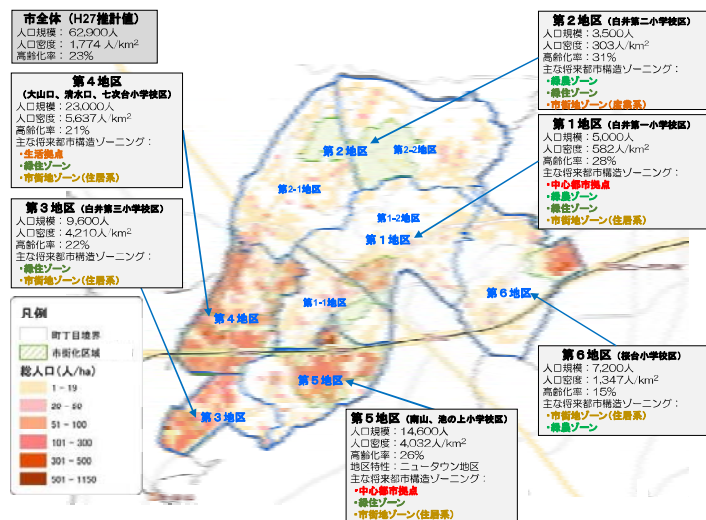 市全体（H27推計値）
人口規模：62,900人
人口密度：1,774 人/km²
高齢化率：23%
第４地区
（大山口、清水口、七次台小学校区）
人口規模：23,000人
人口密度：5,637人/km²
高齢化率：21%
主な将来都市構造ゾーニング：
・生活拠点
・緑住ゾーン
・市街地ゾーン（住居系）
第３地区（白井第三小学校区）
人口規模：9,600人
人口密度：4,210人/km²
高齢化率：22%
主な将来都市構造ゾーニング：
・緑住ゾーン
・市街地ゾーン（住居系）
凡例
町丁目境界
市街化区域
総人口（人/ha）
1 - 19
20 - 50
51 - 100
101 - 300
301 - 500
501 - 1150
第２地区（白井第二小学校区）
人口規模：3,500人
人口密度：303人/km²
高齢化率：31%
主な将来都市構造ゾーニング：
・緑農ゾーン
・緑住ゾーン
・市街地ゾーン（産業系）
第１地区（白井第一小学校区）
人口規模：5,000人
人口密度：582人/km²
高齢化率：28%
主な将来都市構造ゾーニング：
・中心都市拠点
・緑農ゾーン
・緑住ゾーン
・市街地ゾーン（住居系）
第６地区（桜台小学校区）
人口規模：7,200人
人口密度：1,347人/km²
高齢化率：15%
主な将来都市構造ゾーニング：
・市街地ゾーン（住居系）
・緑農ゾーン
第５地区（南山、池の上小学校区）
人口規模：14,600人
人口密度：4,032人/km²
高齢化率：26%
地区特性：ニュータウン地区
主な将来都市構造ゾーニング：
・中心都市拠点
・緑住ゾーン
・市街地ゾーン（住居系）
第２地区
2-2地区
第2-1地区
第1-2地区
第１地区
第６地区
第1-1地区
第４地区
第５地区
第３地区